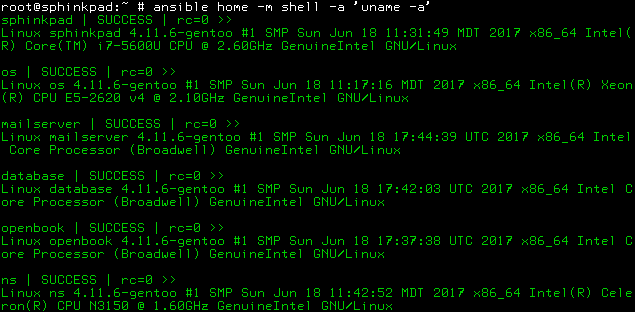 root@sphinkpad:~ # ansible home -m shell -a 'uname -a'
sphinkpad | SUCCESS | rc=0 >>
Linux sphinkpad 4.11.6-gentoo #1 SMP Sun Jun 18 11:31:49 MDT 2017 x86_64 Intel(
R) Core(TM) i7-5600U CPU @ 2.60GHz GenuineIntel GNU/Linux
os | SUCCESS | rc=0 >>
Linux os 4.11.6-gentoo #1 SMP Sun Jun 18 11:17:16 MDT 2017 x86_64 Intel(R) Xeon
(R) CPU E5-2620 v4 @ 2.10GHz GenuineIntel GNU/Linux
mailserver | SUCCESS | rc=0 >>
Linux mailserver 4.11.6-gentoo #1 SMP Sun Jun 18 17:44:39 UTC 2017 x86_64 Intel
 Core Processor (Broadwell) GenuineIntel GNU/Linux
database | SUCCESS | rc=0 >>
Linux database 4.11.6-gentoo #1 SMP Sun Jun 18 17:42:03 UTC 2017 x86_64 Intel C
ore Processor (Broadwell) GenuineIntel GNU/Linux
openbook | SUCCESS | rc=0 >>
Linux openbook 4.11.6-gentoo #1 SMP Sun Jun 18 17:37:38 UTC 2017 x86_64 Intel C
ore Processor (Broadwell) GenuineIntel GNU/Linux
ns | SUCCESS | rc=0 >>
Linux ns 4.11.6-gentoo #1 SMP Sun Jun 18 11:42:52 MDT 2017 x86_64 Intel(R) Cele
ron(R) CPU N3150 @ 1.60GHz GenuineIntel GNU/Linux